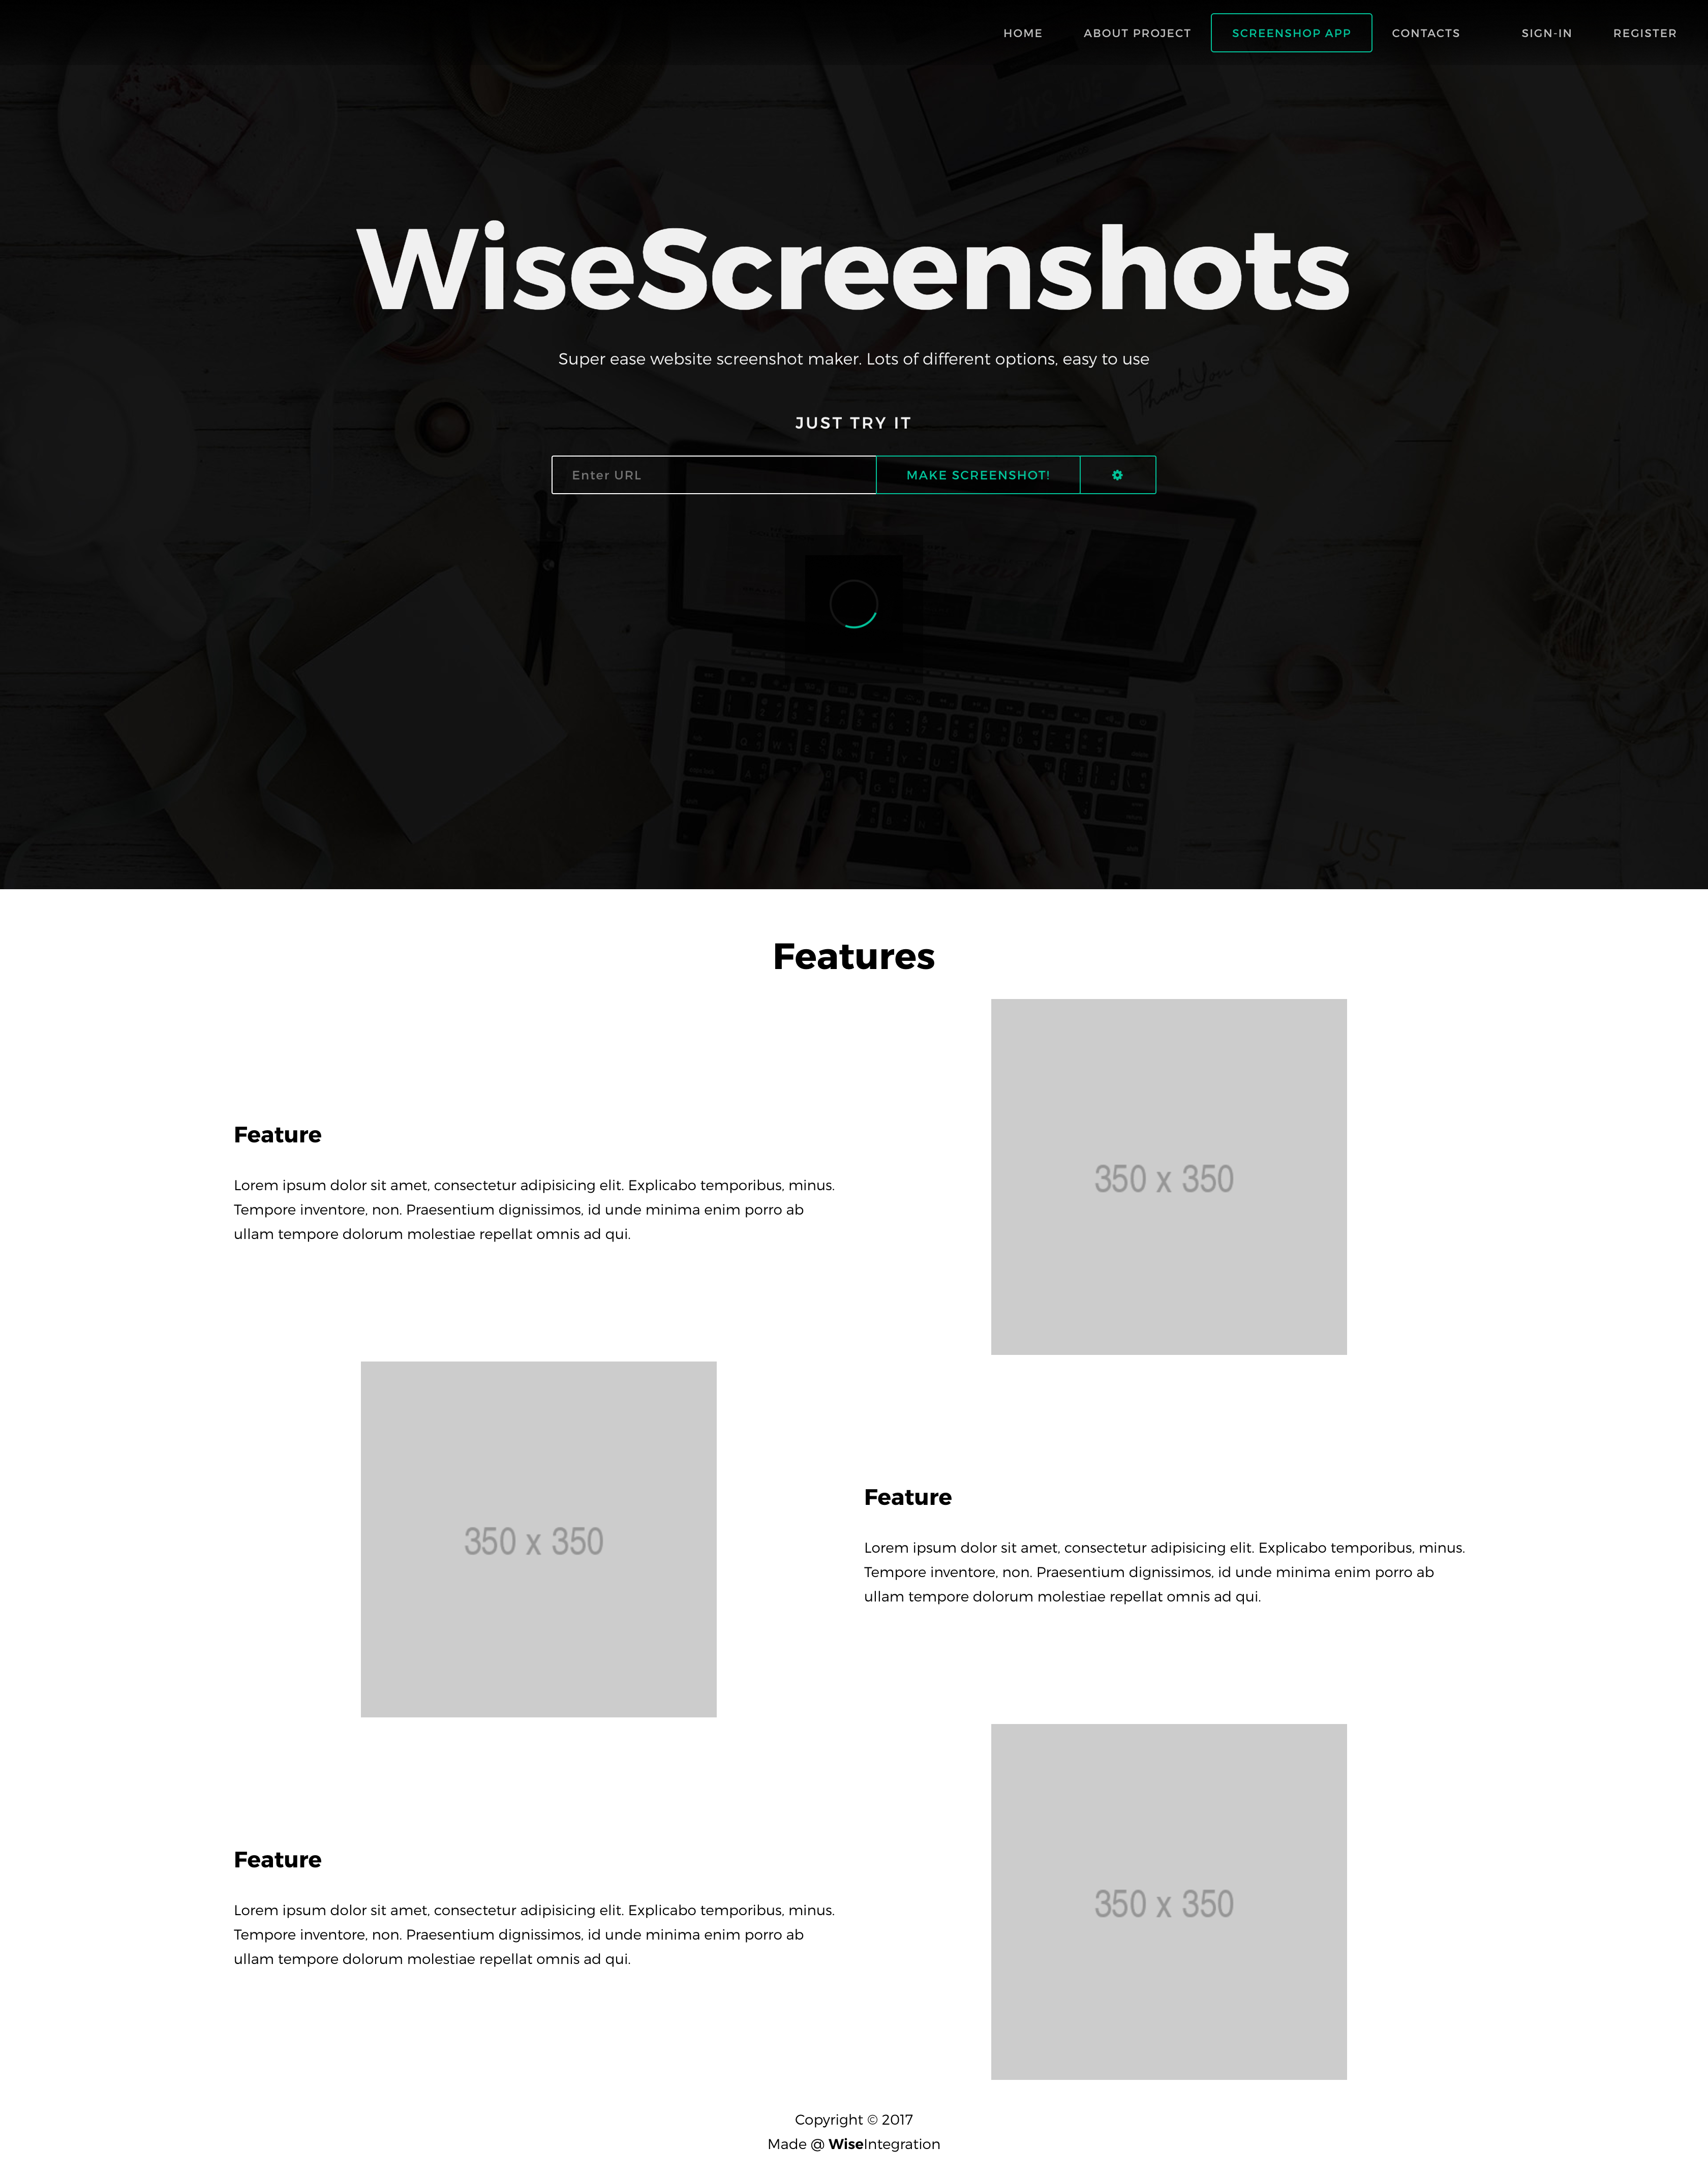 HOME ABOUT PROJECT SCREENSHOP APP CONTACTS SIGN-IN REGISTER
WiseScreenshots
Super ease website screenshot maker. Lots of different options, easy to use
Thank You
JUST TRY IT
Enter URL MAKE SCREENSHOT!
JUST
Features
Feature
Lorem ipsum dolor sit amet, consectetur adipisicing elit. Explicabo temporibus, minus.
Tempore inventore, non. Praesentium dignissimos, id unde minima enim porro ab
ullam tempore dolorum molestiae repellat omnis ad qui.
350 x 350
350 x 350
Feature
Lorem ipsum dolor sit amet, consectetur adipisicing elit. Explicabo temporibus, minus.
Tempore inventore, non. Praesentium dignissimos, id unde minima enim porro ab
ullam tempore dolorum molestiae repellat omnis ad qui.
Feature
Lorem ipsum dolor sit amet, consectetur adipisicing elit. Explicabo temporibus, minus.
Tempore inventore, non. Praesentium dignissimos, id unde minima enim porro ab
ullam tempore dolorum molestiae repellat omnis ad qui.
350 x 350
Copyright © 2017
Made @ WiseIntegration